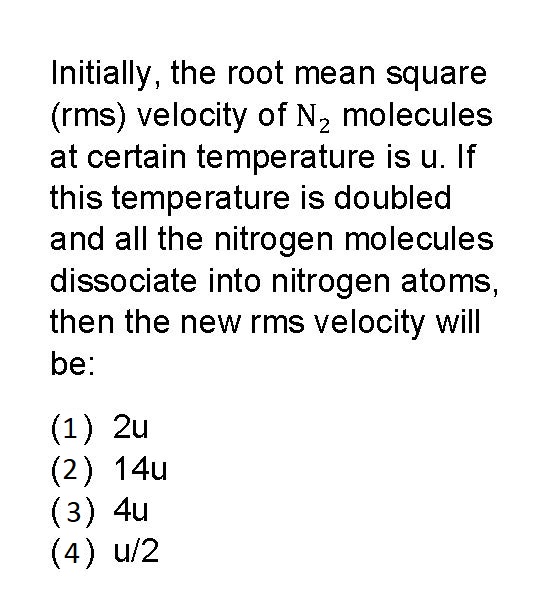 Initially, the root mean square
(rms) velocity of N₂ molecules
at certain temperature is u. If
this temperature is doubled
and all the nitrogen molecules
dissociate into nitrogen atoms,
then the new rms velocity will
be:
(1) 2u
(2) 14u
(3) 4u
(4) u/2